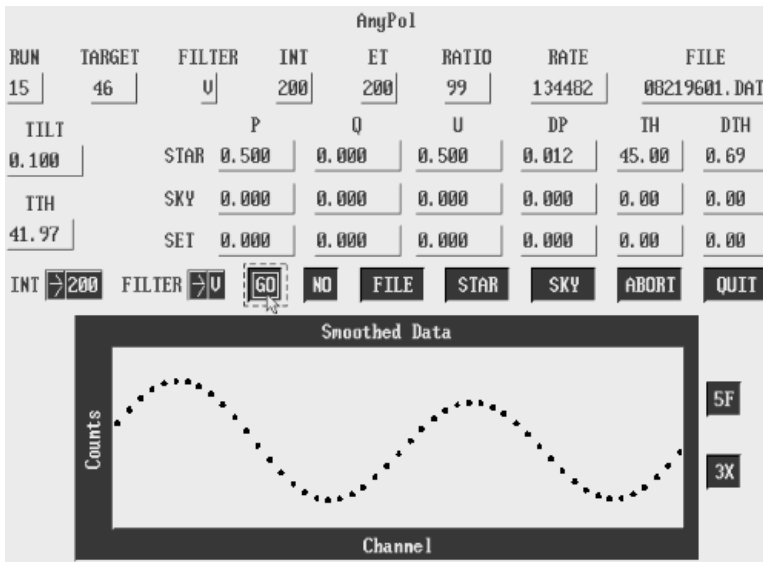 AnyPol
RUN TARGET FILTER INT ET RATIO RATE FILE
15 46 V 200 200 99 134482 08219601.DAT
TILT P Q U DP TH DTH
0.100 STAR 0.500 0.000 0.500 0.012 45.00 0.69
TTH SKY 0.000 0.000 0.000 0.000 0.00 0.00
41.97 SET 0.000 0.000 0.000 0.000 0.00 0.00
INT →200 FILTER →V GO NO FILE STAR SKY ABORT QUIT
Smoothed Data
5F
Counts
3X
Channel